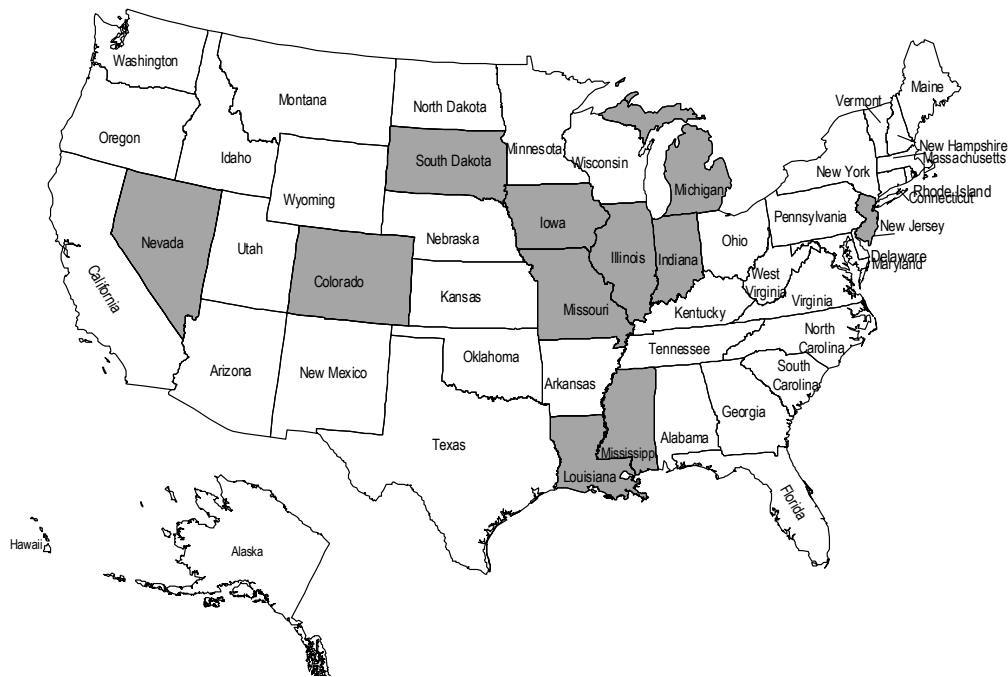 Washington
Montana
North Dakota
Maine
Vermont
Oregon
Idaho
South Dakota
Minnesota
Wisconsin
New Hampshire
Massachusetts
Michigan
New York
Rhode Island
Connecticut
Wyoming
Iowa
Pennsylvania
New Jersey
Nevada
Utah
Nebraska
Illinois
Indiana
Ohio
Delaware
Maryland
California
Colorado
Kansas
Missouri
West
Virginia
Virginia
Kentucky
Arizona
New Mexico
Oklahoma
Arkansas
Tennessee
North
Carolina
South
Carolina
Texas
Louisiana
Mississipp
Alabama
Georgia
Florida
Hawaii
Alaska